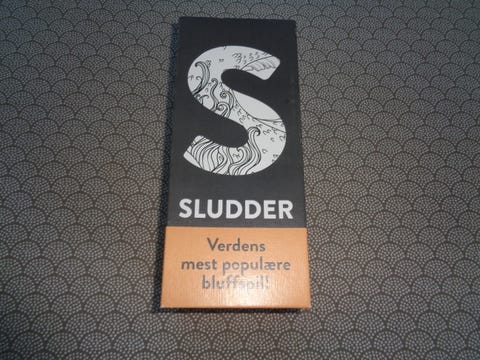 S
SLUDDER
Verdens
mest populære
bluffspil!